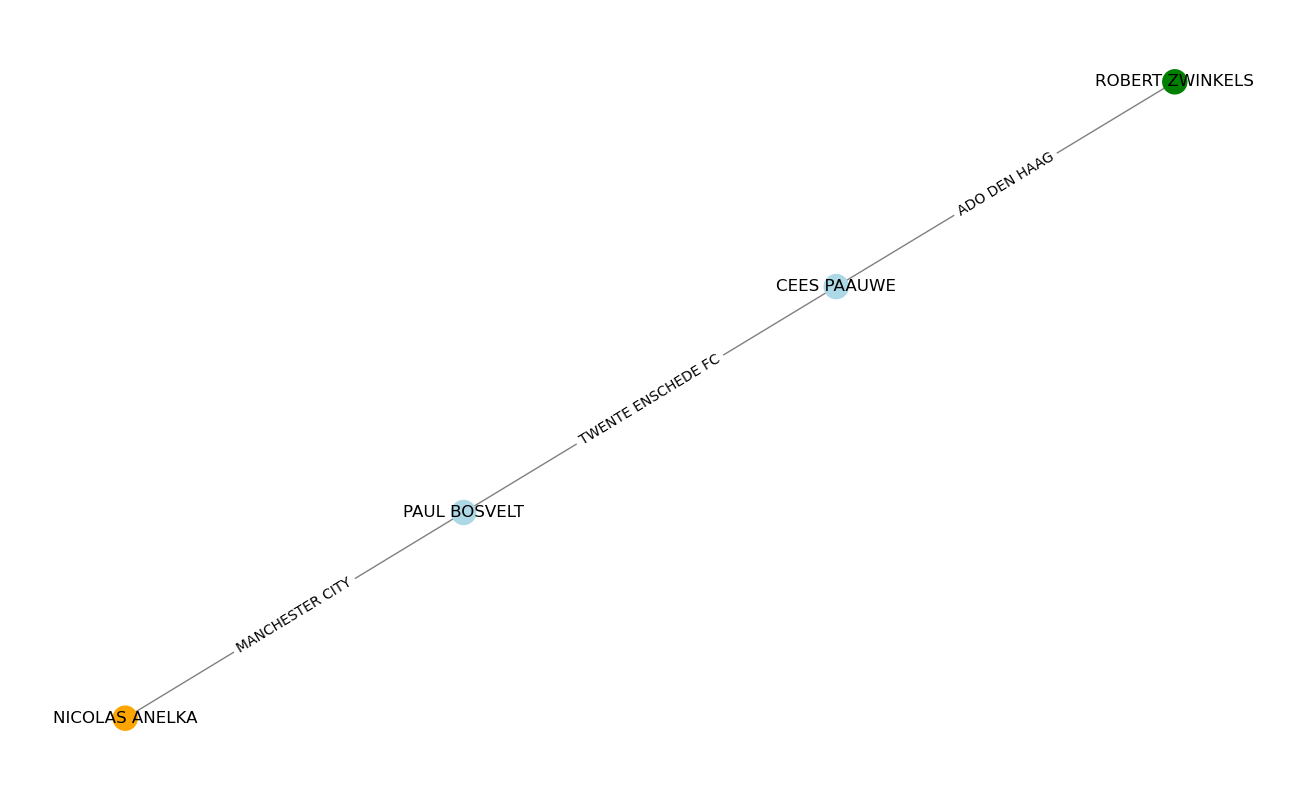 ROBERT ZWINKELS
ADO DEN HAAG
CEES PAAUWE
TWENTE ENSCHEDE FC
PAUL BOSVELT
MANCHESTER CITY
NICOLAS ANELKA